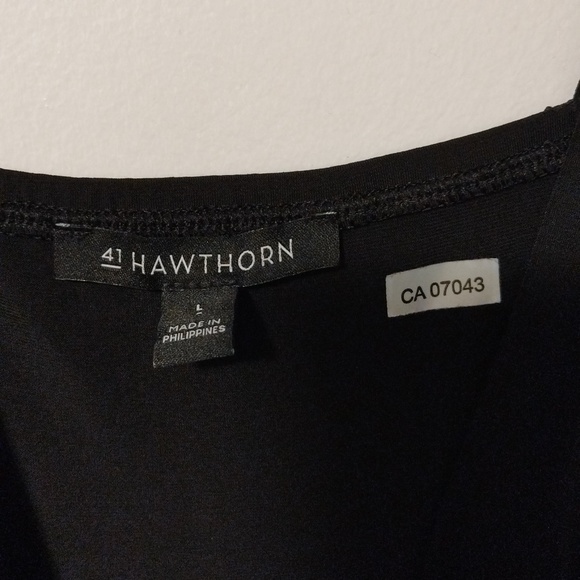 41 HAWTHORN
L
MADE IN
PHILIPPINES
CA 07043